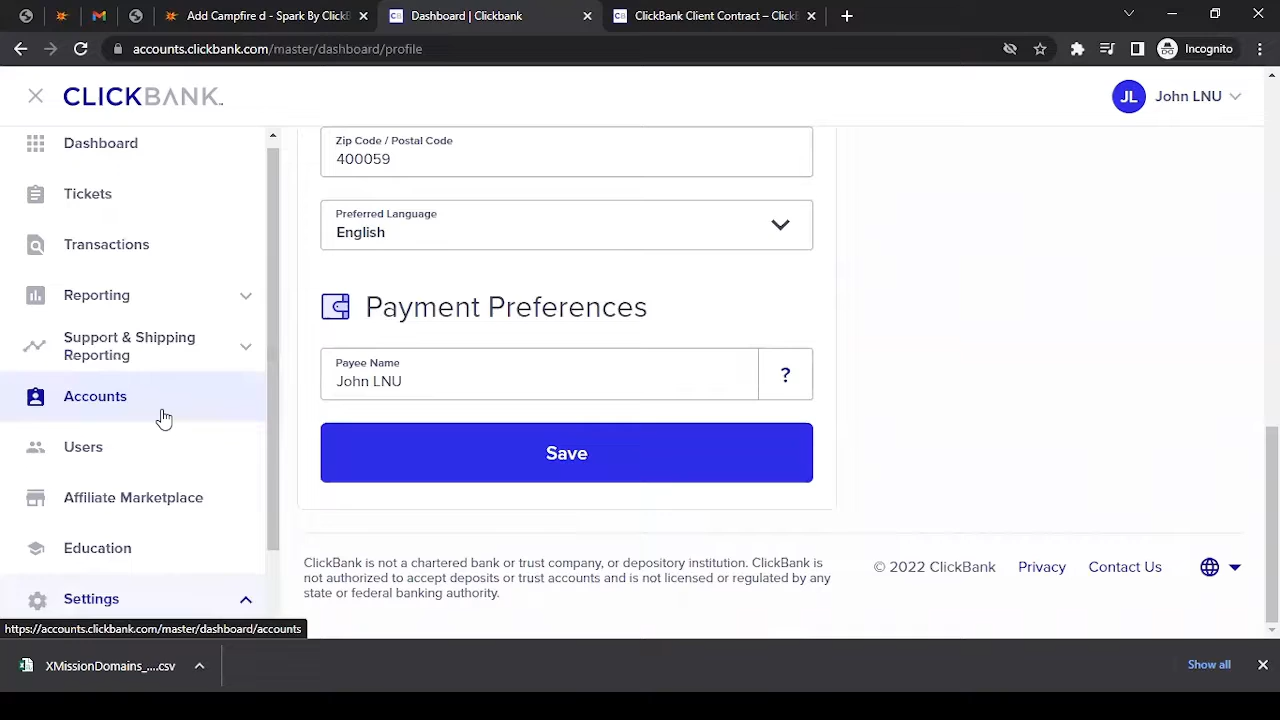 Add Campfire d - Spark By ClickB
Dashboard | Clickbank
ClickBank Client Contract – ClickB
accounts.clickbank.com/master/dashboard/profile
Incognito
CLICKBANK
JL
John LNU
Dashboard
Tickets
Transactions
Reporting
Support & Shipping
Reporting
Accounts
Users
Affiliate Marketplace
Education
Settings
Zip Code / Postal Code
400059
Preferred Language
English
Payment Preferences
Payee Name
John LNU
?
Save
ClickBank is not a chartered bank or trust company, or depository institution. ClickBank is
not authorized to accept deposits or trust accounts and is not licensed or regulated by any
state or federal banking authority.
© 2022 ClickBank
Privacy
Contact Us
https://accounts.clickbank.com/master/dashboard/accounts
XMissionDomains_....csv
Show all